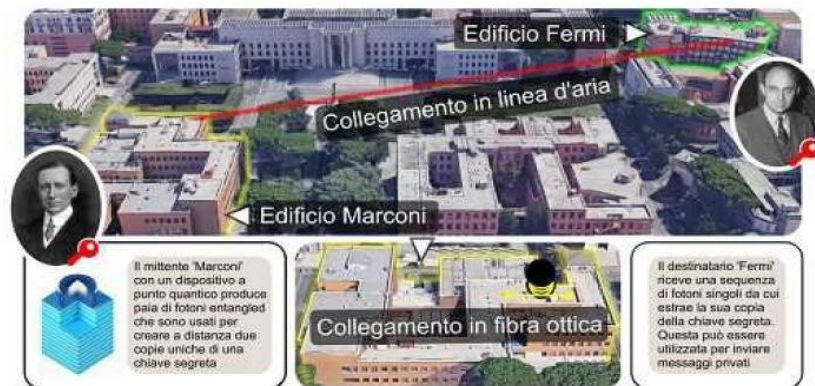 Edificio Fermi
Collegamento in linea d'aria
Edificio Marconi
Il mittente 'Marconi'
con un dispositivo a
punto quantico produce
paia di fotoni entangled
che sono usati per
creare a distanza due
copie uniche di una
chiave segreta
Collegamento in fibra ottica
Il destinatario 'Fermi'
riceve una sequenza
di fotoni singoli da cui
estrae la sua copia
della chiave segreta.
Questa può essere
utilizzata per inviare
messaggi privati